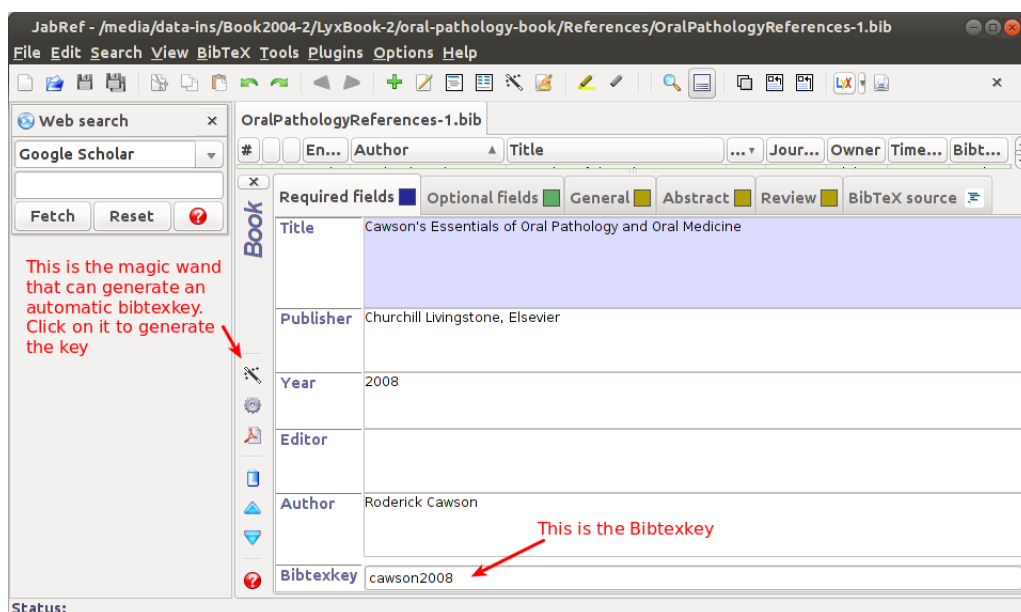 JabRef - /media/data-ins/Book2004-2/LyxBook-2/oral-pathology-book/References/OralPathologyReferences-1.bib
File Edit Search View BibTeX Tools Plugins Options Help
Web search
Google Scholar
Fetch Reset
This is the magic wand
that can generate an
automatic bibtexkey.
Click on it to generate
the key
OralPathologyReferences-1.bib
# En... Author Title ... Jour... Owner Time... Bibt...
Book
Required fields Optional fields General Abstract Review BibTeX source
Title Cawson's Essentials of Oral Pathology and Oral Medicine
Publisher Churchill Livingstone, Elsevier
Year 2008
Editor
Author Roderick Cawson
This is the Bibtexkey
Bibtexkey cawson2008
Status: